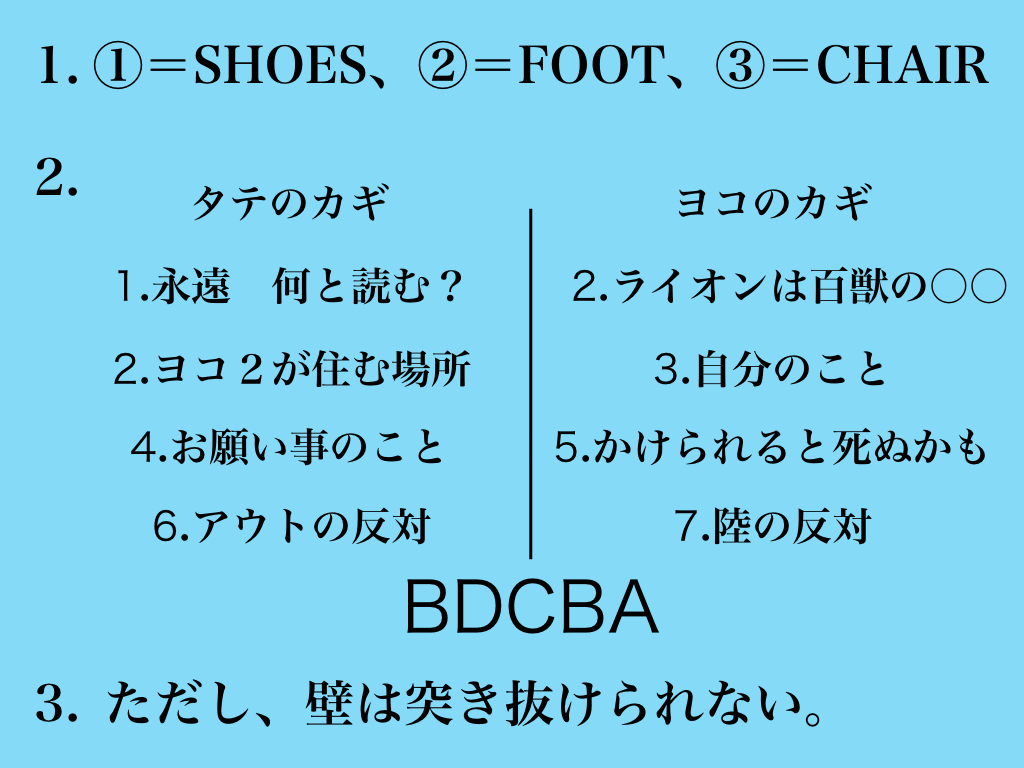 1. ①＝SHOES、②＝FOOT、③＝CHAIR
2.
タテのカギ
1.永遠　何と読む？
2.ヨコ２が住む場所
4.お願い事のこと
6.アウトの反対
ヨコのカギ
2.ライオンは百獣の○○
3.自分のこと
5.かけられると死ぬかも
7.陸の反対
BDCBA
3. ただし、壁は突き抜けられない。